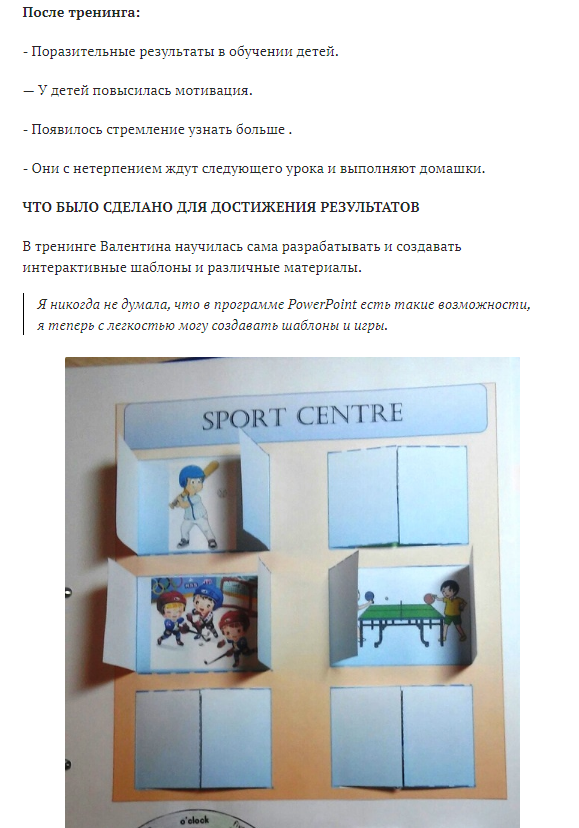 После тренинга:
- Поразительные результаты в обучении детей.
— У детей повысилась мотивация.
- Появилось стремление узнать больше .
- Они с нетерпением ждут следующего урока и выполняют домашки.
ЧТО БЫЛО СДЕЛАНО ДЛЯ ДОСТИЖЕНИЯ РЕЗУЛЬТАТОВ
В тренинге Валентина научилась сама разрабатывать и создавать
интерактивные шаблоны и различные материалы.
Я никогда не думала, что в программе PowerPoint есть такие возможности,
я теперь с легкостью могу создавать шаблоны и игры.
SPORT CENTRE
o'clock